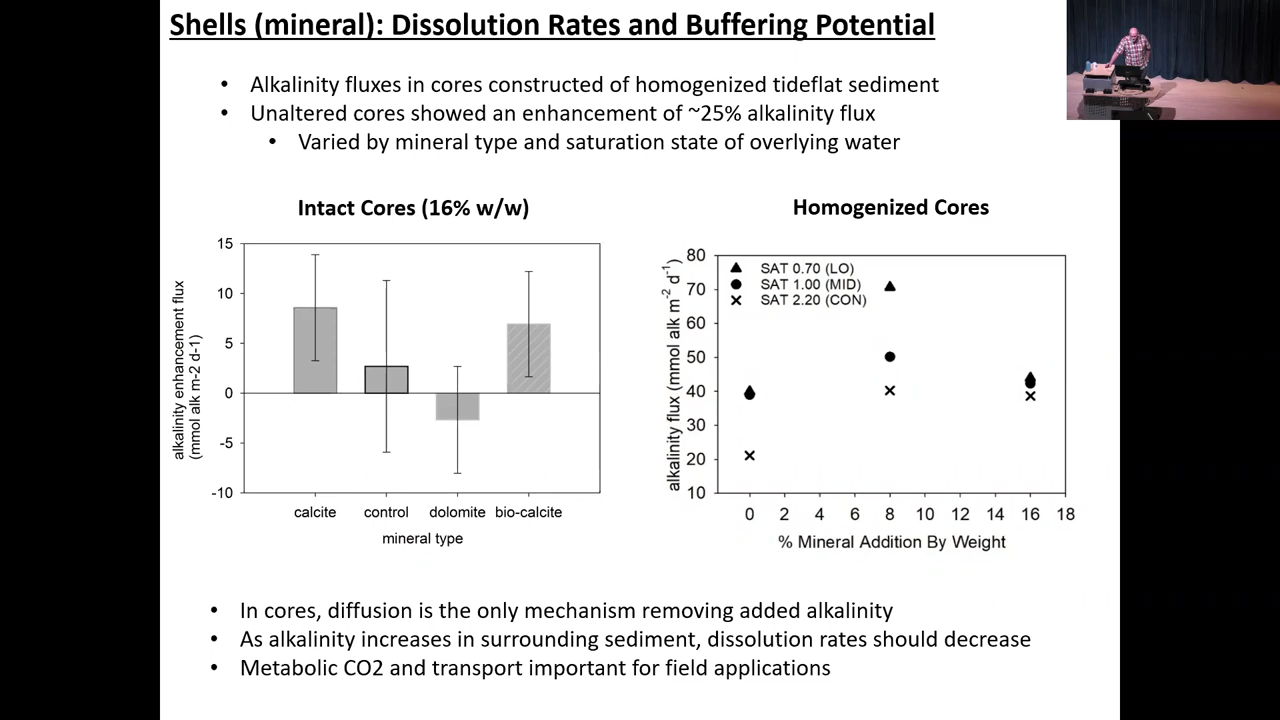 Shells (mineral): Dissolution Rates and Buffering Potential
• Alkalinity fluxes in cores constructed of homogenized tideflat sediment
• Unaltered cores showed an enhancement of ~25% alkalinity flux
• Varied by mineral type and saturation state of overlying water
Intact Cores (16% w/w)
15
10
5
0
-5
-10
alkalinity enhancement flux
(mmol alk m-2 d-1)
calcite control dolomite bio-calcite
mineral type
Homogenized Cores
80
70
60
50
40
30
20
10
alkalinity flux (mmol alk m⁻² d⁻¹)
SAT 0.70 (LO)
SAT 1.00 (MID)
SAT 2.20 (CON)
0 2 4 6 8 10 12 14 16 18
% Mineral Addition By Weight
• In cores, diffusion is the only mechanism removing added alkalinity
• As alkalinity increases in surrounding sediment, dissolution rates should decrease
• Metabolic CO2 and transport important for field applications